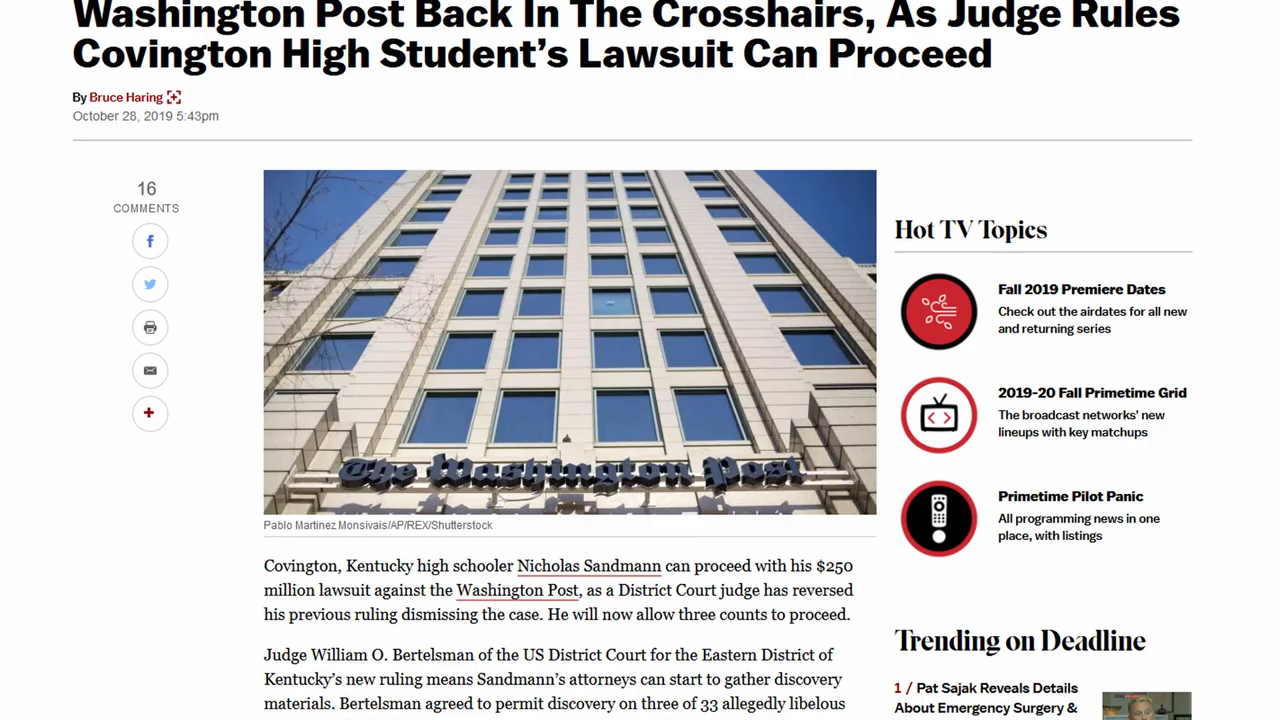 Washington Post Back In The Crosshairs, As Judge Rules
Covington High Student's Lawsuit Can Proceed
By Bruce Haring
October 28, 2019 5:43pm
16
COMMENTS
The Washington Post
Pablo Martinez Monsivais/AP/REX/Shutterstock
Covington, Kentucky high schooler Nicholas Sandmann can proceed with his $250
million lawsuit against the Washington Post, as a District Court judge has reversed
his previous ruling dismissing the case. He will now allow three counts to proceed.
Judge William O. Bertelsman of the US District Court for the Eastern District of
Kentucky's new ruling means Sandmann's attorneys can start to gather discovery
materials. Bertelsman agreed to permit discovery on three of 33 allegedly libelous
Hot TV Topics
Fall 2019 Premiere Dates
Check out the airdates for all new
and returning series
2019-20 Fall Primetime Grid
The broadcast networks' new
lineups with key matchups
Primetime Pilot Panic
All programming news in one
place, with listings
Trending on Deadline
1 / Pat Sajak Reveals Details
About Emergency Surgery &